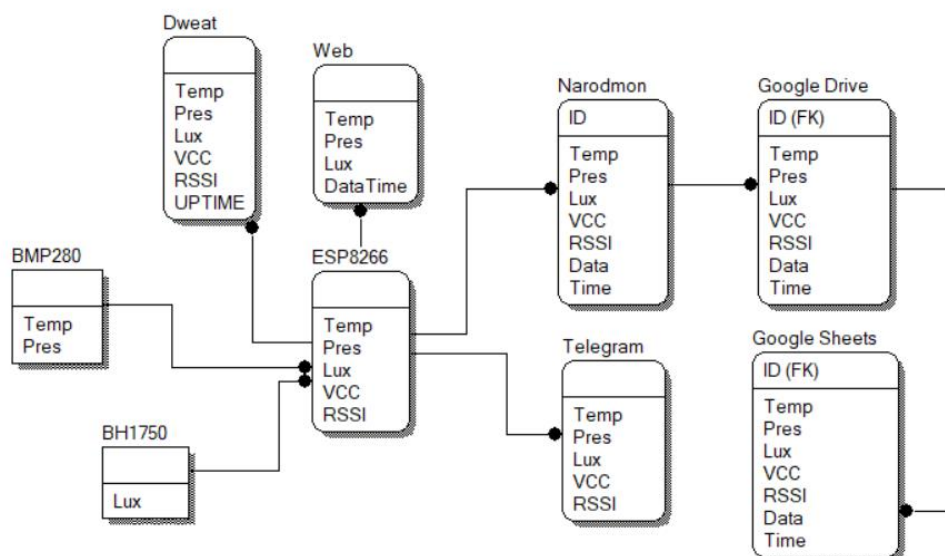 Dweat
Temp
Pres
Lux
VCC
RSSI
UPTIME
Web
Temp
Pres
Lux
DataTime
Narodmon
ID
Temp
Pres
Lux
VCC
RSSI
Data
Time
Google Drive
ID (FK)
Temp
Pres
Lux
VCC
RSSI
Data
Time
BMP280
Temp
Pres
ESP8266
Temp
Pres
Lux
VCC
RSSI
BH1750
Lux
Telegram
Temp
Pres
Lux
VCC
RSSI
Google Sheets
ID (FK)
Temp
Pres
Lux
VCC
RSSI
Data
Time